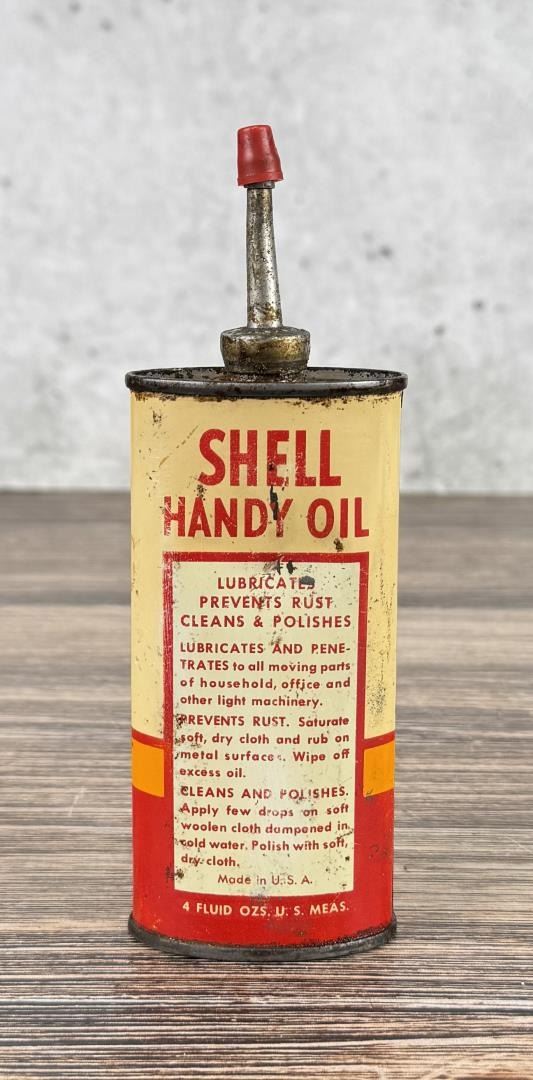 SHELL
HANDY OIL
LUBRICATES
PREVENTS RUST
CLEANS & POLISHES
LUBRICATES AND PENE-
TRATES to all moving parts
of household, office and
other light machinery.
PREVENTS RUST. Saturate
soft, dry cloth and rub on
metal surfaces. Wipe off
excess oil.
CLEANS AND POLISHES.
Apply few drops on soft
woolen cloth dampened in
cold water. Polish with soft,
dry cloth.
Made in U.S.A.
4 FLUID OZS. U.S. MEAS.